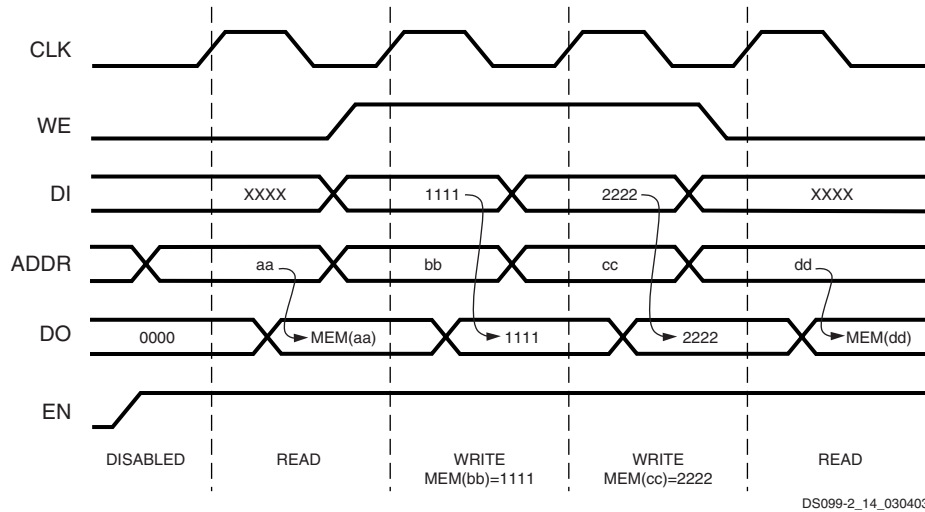 CLK
WE
DI XXXX 1111 2222 XXXX
ADDR aa bb cc dd
DO 0000 MEM(aa) 1111 2222 MEM(dd)
EN
DISABLED READ WRITE WRITE READ
MEM(bb)=1111 MEM(cc)=2222
DS099-2_14_030403